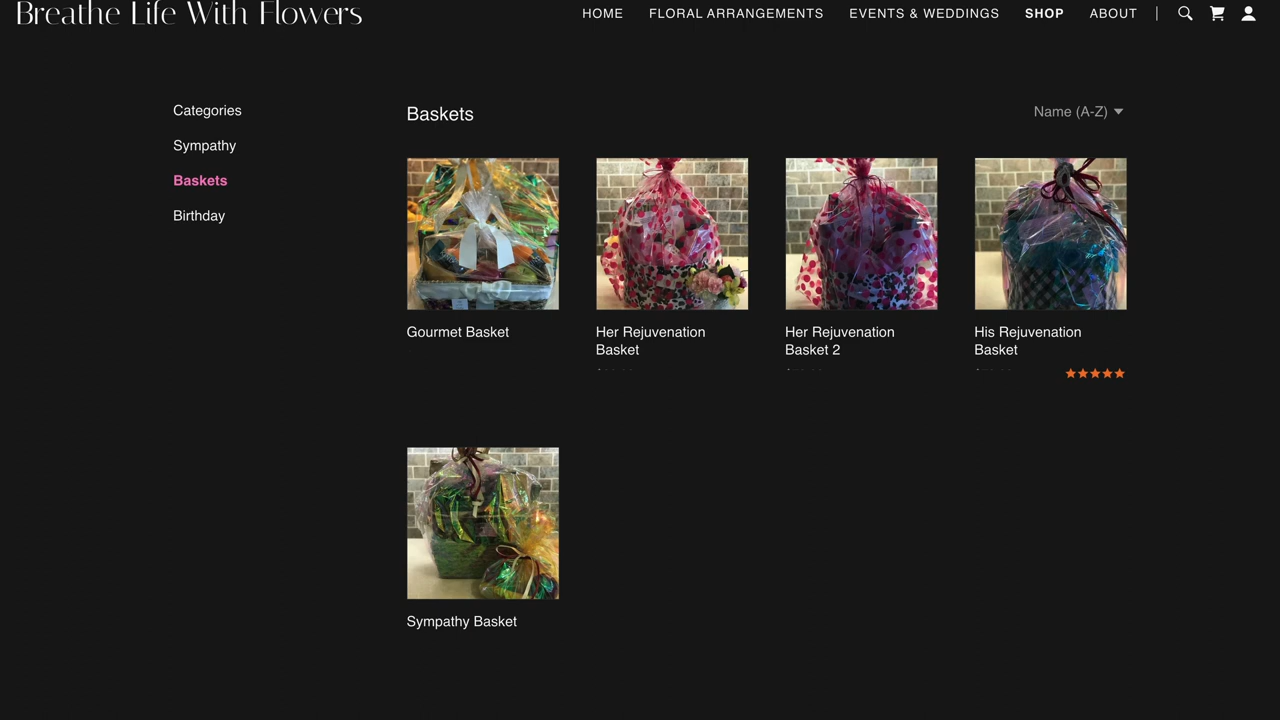 Breathe Life With Flowers
HOME FLORAL ARRANGEMENTS EVENTS & WEDDINGS SHOP ABOUT
Categories
Sympathy
Baskets
Birthday
Baskets
Name (A-Z)
Gourmet Basket
Her Rejuvenation
Basket
Her Rejuvenation
Basket 2
His Rejuvenation
Basket
Sympathy Basket